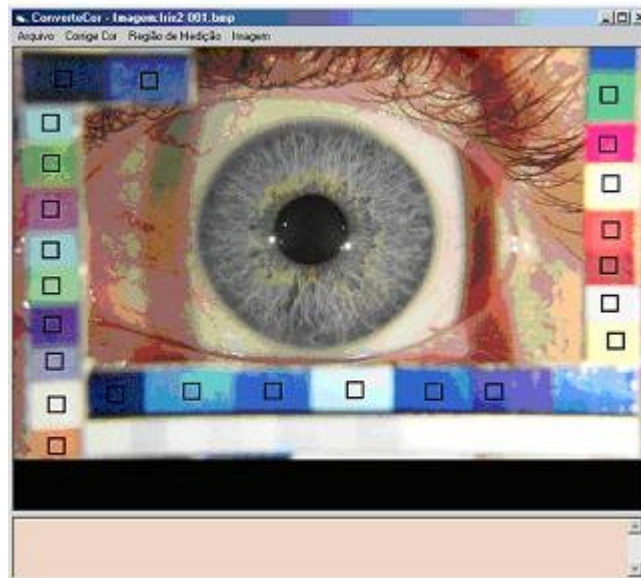 ConverteCor - Imagem:Iris2 001.bmp
Arquivo Corrige Cor Região de Medição Imagem